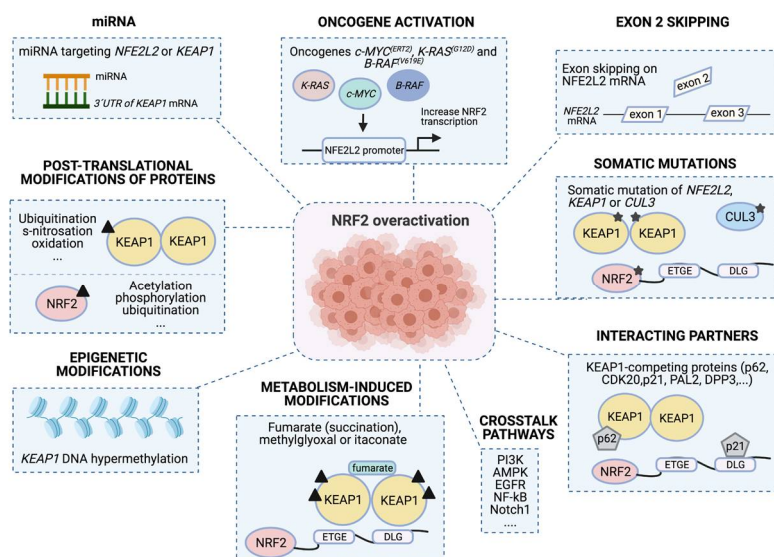 miRNA
miRNA targeting NFE2L2 or KEAP1
miRNA
3´UTR of KEAP1 mRNA
ONCOGENE ACTIVATION
Oncogenes c-MYC(ERT2), K-RAS(G12D) and
B-RAF(V619E)
K-RAS
c-MYC
B-RAF
Increase NRF2
transcription
NFE2L2 promoter
EXON 2 SKIPPING
Exon skipping on
NFE2L2 mRNA
exon 2
NFE2L2
mRNA
exon 1
exon 3
POST-TRANSLATIONAL
MODIFICATIONS OF PROTEINS
Ubiquitination
s-nitrosation
oxidation
...
KEAP1
KEAP1
NRF2
Acetylation
phosphorylation
ubiquitination
...
NRF2 overactivation
SOMATIC MUTATIONS
Somatic mutation of NFE2L2,
KEAP1 or CUL3
KEAP1
KEAP1
CUL3
NRF2
ETGE
DLG
EPIGENETIC
MODIFICATIONS
KEAP1 DNA hypermethylation
METABOLISM-INDUCED
MODIFICATIONS
Fumarate (succination),
methylglyoxal or itaconate
fumarate
KEAP1
KEAP1
NRF2
ETGE
DLG
CROSSTALK
PATHWAYS
PI3K
AMPK
EGFR
NF-kB
Notch1
....
INTERACTING PARTNERS
KEAP1-competing proteins (p62,
CDK20,p21, PAL2, DPP3,...)
KEAP1
KEAP1
p62
p21
NRF2
ETGE
DLG